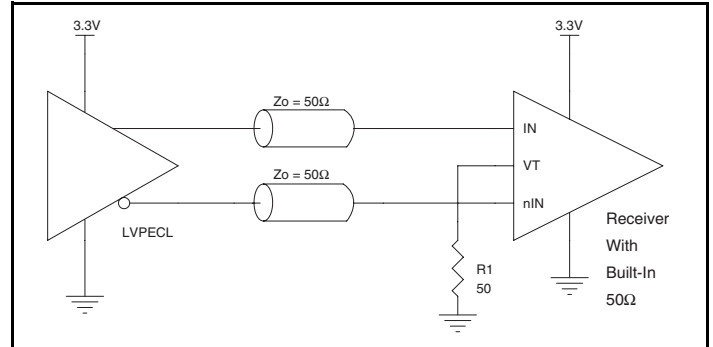 3.3V
3.3V
Zo = 50Ω
IN
VT
Zo = 50Ω
nIN
LVPECL
R1
50
Receiver
With
Built-In
50Ω